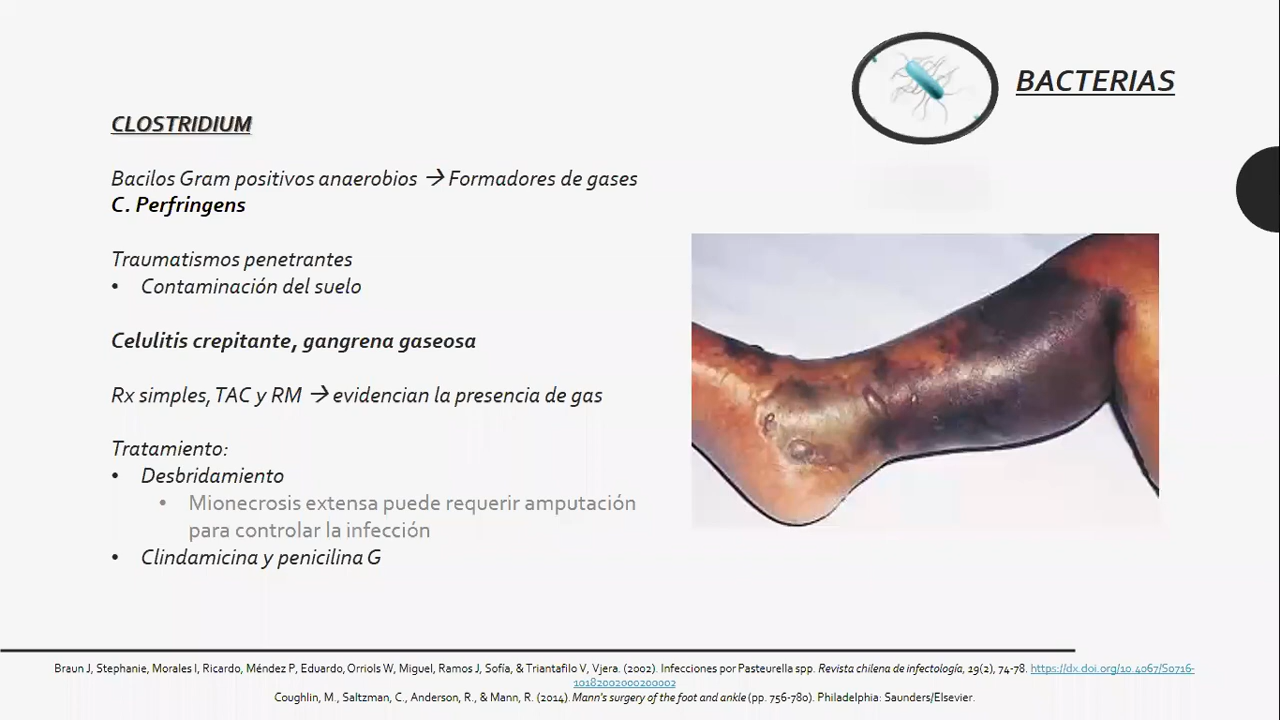 BACTERIAS
CLOSTRIDIUM
Bacilos Gram positivos anaerobios → Formadores de gases
C. Perfringens
Traumatismos penetrantes
• Contaminación del suelo
Celulitis crepitante, gangrena gaseosa
Rx simples, TAC y RM → evidencian la presencia de gas
Tratamiento:
• Desbridamiento
• Mionecrosis extensa puede requerir amputación
para controlar la infección
• Clindamicina y penicilina G
Braun J, Stephanie, Morales I, Ricardo, Méndez P, Eduardo, Orriols W, Miguel, Ramos J, Sofía, & Triantafilo V, Vjera. (2002). Infecciones por Pasteurella spp. Revista chilena de infectología, 19(2), 74-78. https://dx.doi.org/10.4067/S0716-
10182002000200002
Coughlin, M., Saltzman, C., Anderson, R., & Mann, R. (2014). Mann's surgery of the foot and ankle (pp. 756-780). Philadelphia: Saunders/Elsevier.